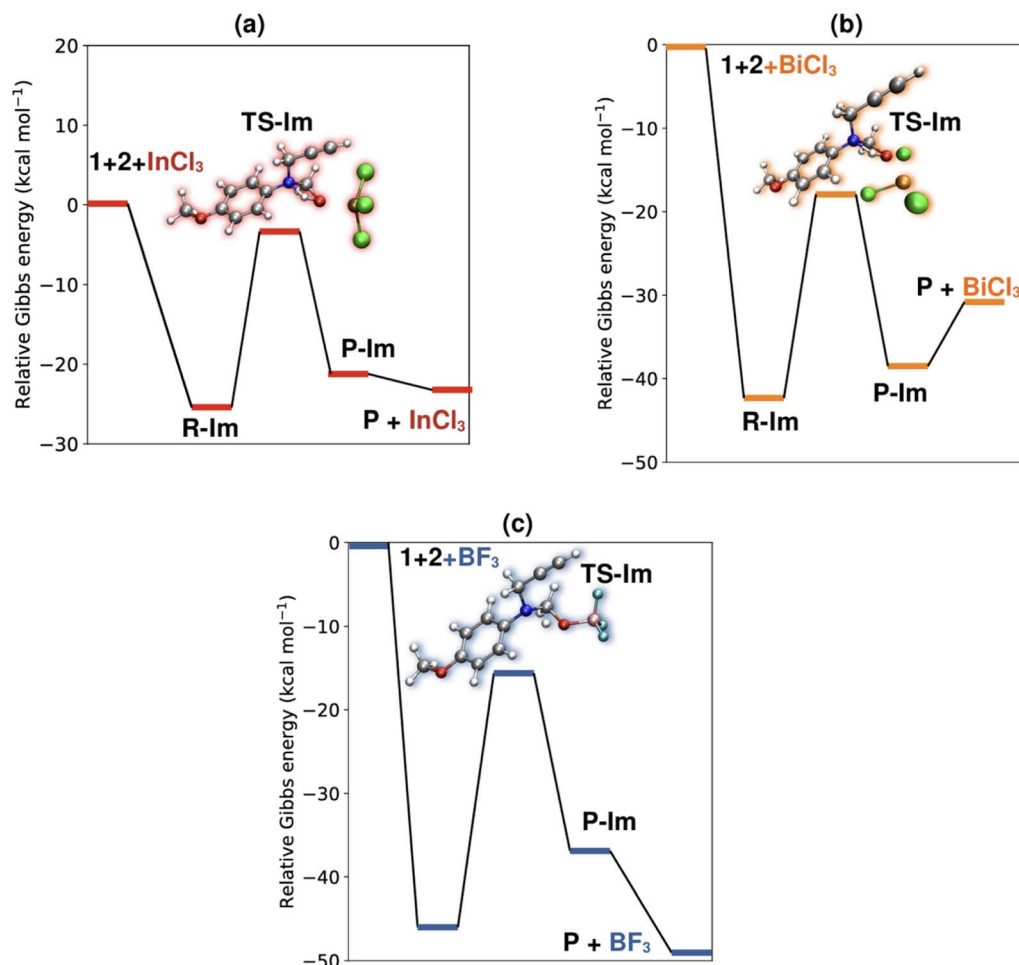 (a)
Relative Gibbs energy (kcal mol⁻¹)
20
10
0
−10
−20
−30
1+2+InCl₃
TS-Im
R-Im
P-Im
P + InCl₃
(b)
Relative Gibbs energy (kcal mol⁻¹)
0
−10
−20
−30
−40
−50
1+2+BiCl₃
TS-Im
R-Im
P-Im
P + BiCl₃
(c)
Relative Gibbs energy (kcal mol⁻¹)
0
−10
−20
−30
−40
−50
1+2+BF₃
TS-Im
P-Im
P + BF₃